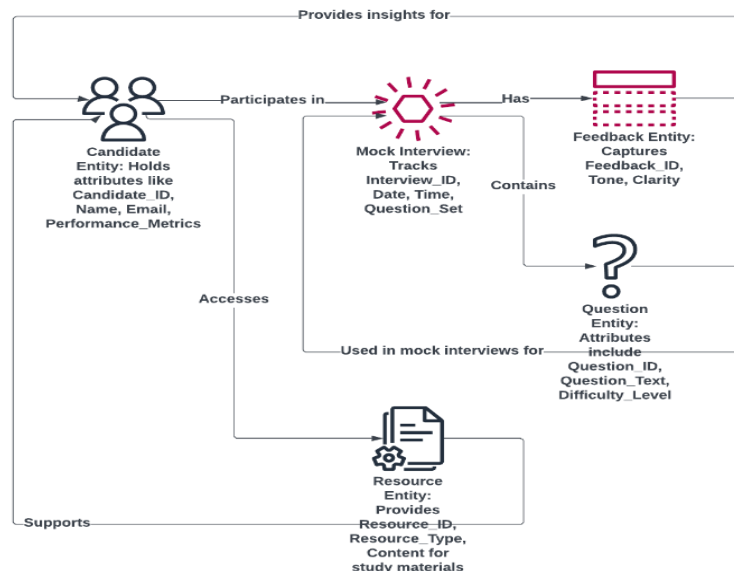 Provides insights for
Participates in
Has
Candidate
Entity: Holds
attributes like
Candidate_ID,
Name, Email,
Performance_Metrics
Mock Interview:
Tracks
Interview_ID,
Date, Time,
Question_Set
Feedback Entity:
Captures
Feedback_ID,
Tone, Clarity
Contains
Accesses
Question
Entity:
Attributes
include
Question_ID,
Question_Text,
Difficulty_Level
Used in mock interviews for
Resource
Entity:
Provides
Resource_ID,
Resource_Type,
Content for
study materials
Supports